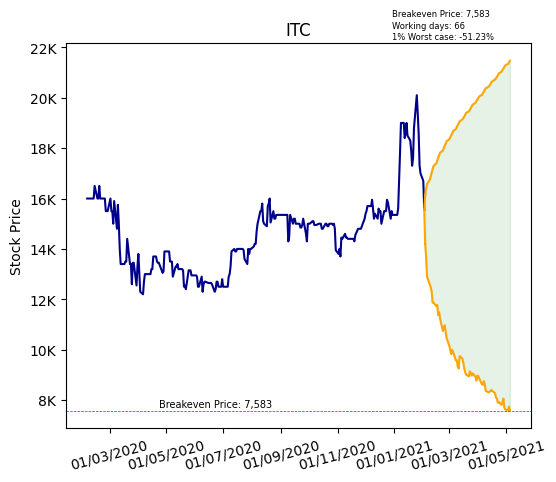 Breakeven Price: 7,583
Working days: 66
1% Worst case: -51.23%
ITC
Stock Price
22K
20K
18K
16K
14K
12K
10K
8K
Breakeven Price: 7,583
01/03/2020
01/05/2020
01/07/2020
01/09/2020
01/11/2020
01/01/2021
01/03/2021
01/05/2021